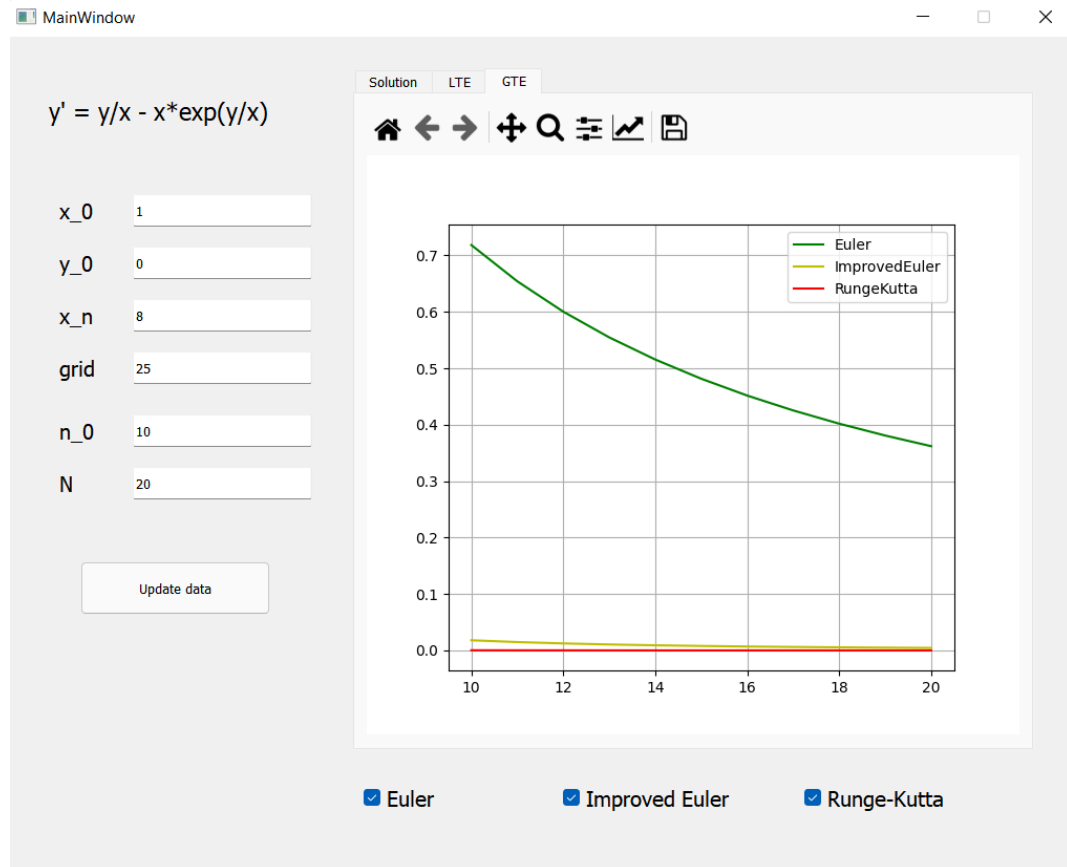 MainWindow
Solution LTE GTE
y' = y/x - x*exp(y/x)
x_0 1
y_0 0
x_n 8
grid 25
n_0 10
N 20
Update data
Euler
ImprovedEuler
RungeKutta
0.7
0.6
0.5
0.4
0.3
0.2
0.1
0.0
10 12 14 16 18 20
Euler Improved Euler Runge-Kutta